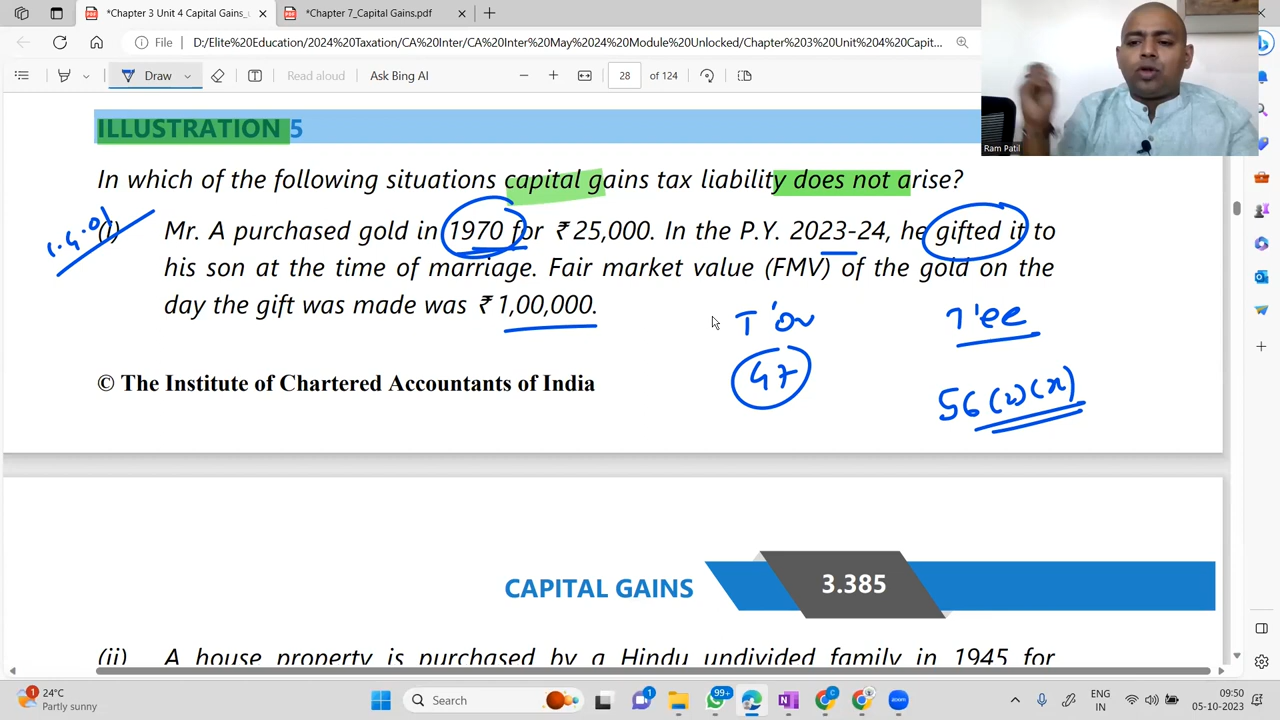 *Chapter 3 Unit 4 Capital Gains_
*Chapter 7_Capital Gains.pdf
File
D:/Elite%20Education/2024%20Taxation/CA%20Inter/CA%20Inter%20May%202024%20Module%20Unlocked/Chapter%203%20Unit%204%20Capit...
Draw
Read aloud
Ask Bing AI
28
of 124
Ram Patil
ILLUSTRATION 5
In which of the following situations capital gains tax liability does not arise?
(i) Mr. A purchased gold in 1970 for ₹ 25,000. In the P.Y. 2023-24, he gifted it to
his son at the time of marriage. Fair market value (FMV) of the gold on the
day the gift was made was ₹ 1,00,000.
T'or
T'ee
47
56(2)(x)
© The Institute of Chartered Accountants of India
CAPITAL GAINS
3.385
(ii) A house property is purchased by a Hindu undivided family in 1945 for
1
24°C
Partly sunny
Search
1
99+
ENG
IN
09:50
05-10-2023